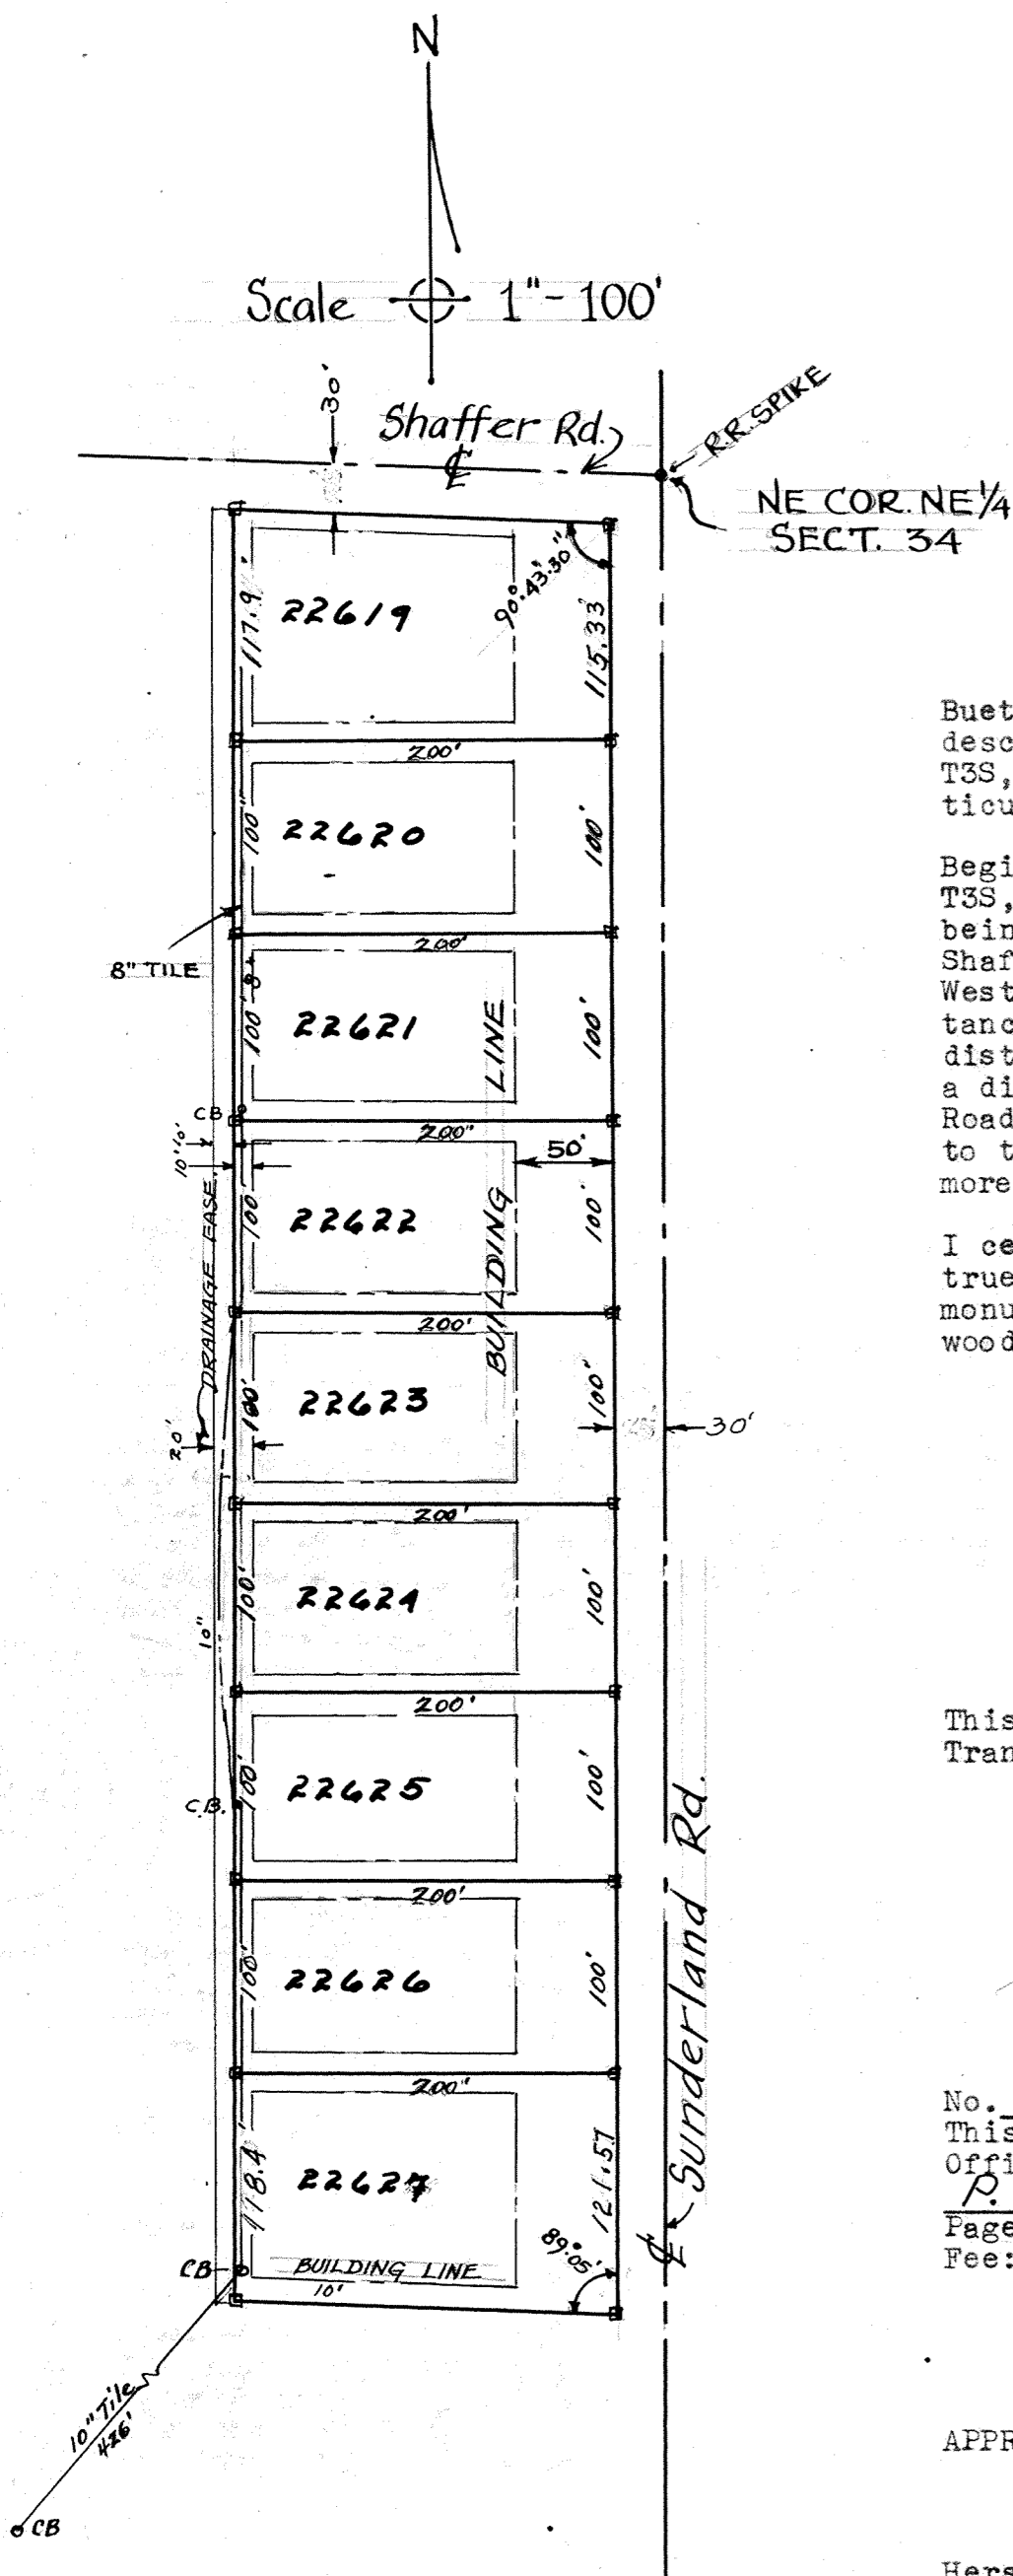 N
Scale 1"-100'
30'
Shaffer Rd.
℄
R.R. SPIKE
NE COR. NE¼
SECT. 34
90°.43'.30"
117.9'
22619
115.33'
200'
100"
22620
100'
200'
8" TILE
8"
100'
22621
100'
CB
200"
10' 10'
50'
100'
22622
100'
DRAINAGE EASE.
BUILDING LINE
200'
100'
22623
100"
30'
20'
200'
100'
22624
100'
10"
200'
100'
22625
100'
C.B.
200'
100'
22626
100'
Sunderland Rd.
℄
200'
118.4'
22627
121.57
89°.05'
CB
BUILDING LINE
10'
10" Tile
426'
CB
Buet
desc
T3S,
ticu
Begi
T3S,
bein
Shaf
West
tanc
dist
a di
Road
to t
more
I ce
true
monu
wood
This
Tran
No.
This
Offi
P.
Page
Fee:
APPR
Hers